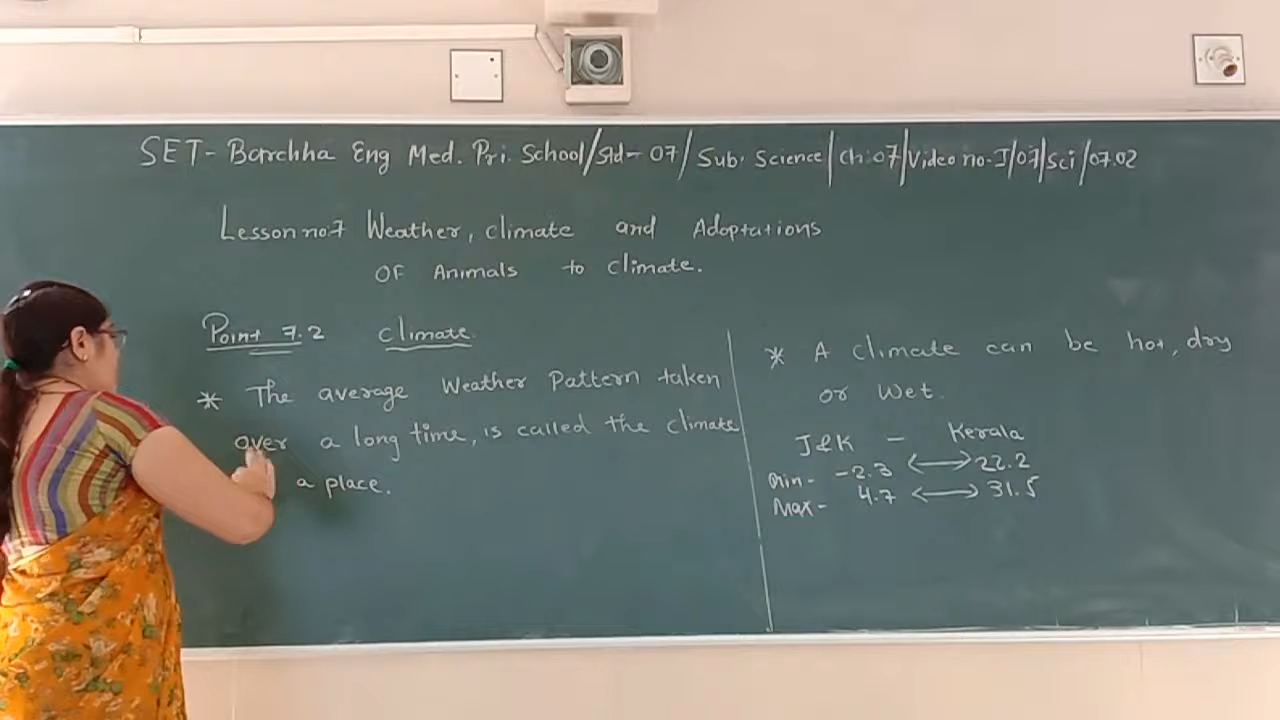 SET - Barchha Eng Med. Pri. School/Std - 07/ Sub. Science/Ch:07/Video no.-I/07/Sci/07.02
Lesson no:7 Weather, climate and Adaptations
OF Animals to climate.
Point 7.2 climate.
* The average Weather Pattern taken
over a long time, is called the climate
a place.
* A climate can be hot, dry
or wet.
J&K - Kerala
Min - -2.3 ↔ 22.2
Max - 4.7 ↔ 31.5